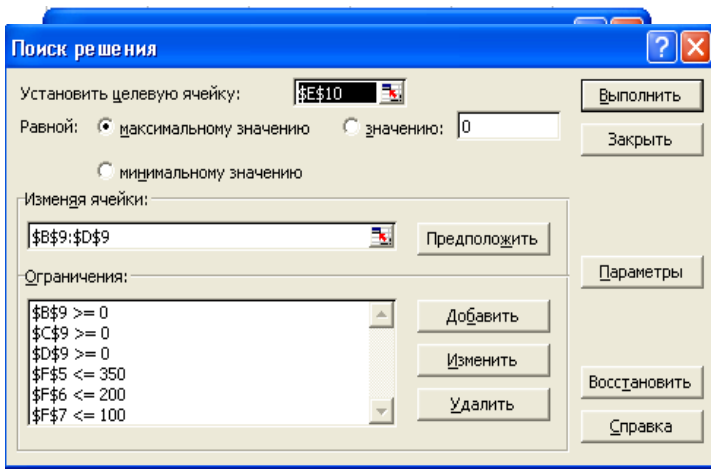 Поиск решения
Установить целевую ячейку: $E$10
Выполнить
Равной: максимальному значению значению: 0
Закрыть
минимальному значению
Изменяя ячейки:
$B$9:$D$9
Предположить
Параметры
Ограничения:
$B$9 >= 0
$C$9 >= 0
$D$9 >= 0
$F$5 <= 350
$F$6 <= 200
$F$7 <= 100
Добавить
Изменить
Удалить
Восстановить
Справка